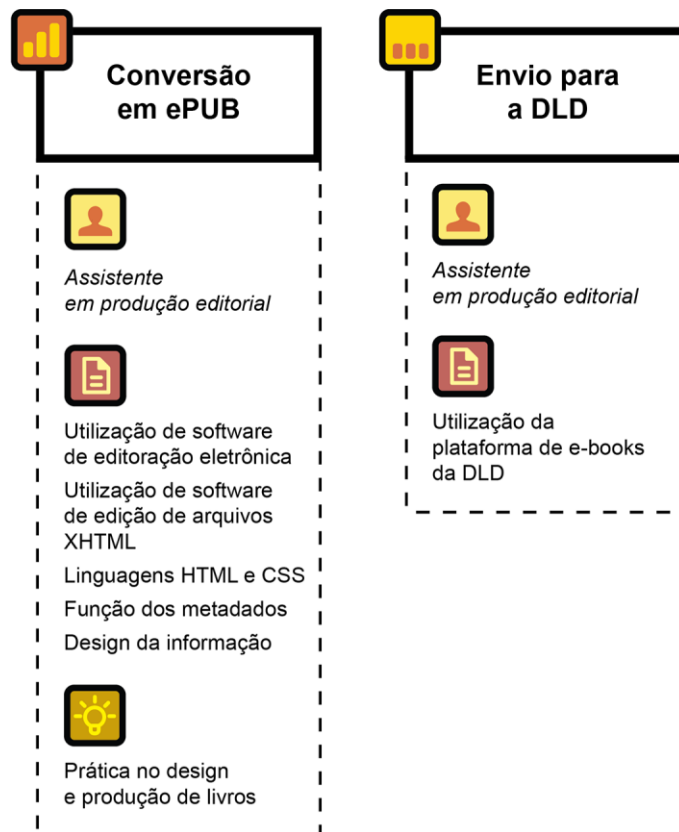 Conversão
em ePUB
Assistente
em produção editorial
Utilização de software
de editoração eletrônica
Utilização de software
de edição de arquivos
XHTML
Linguagens HTML e CSS
Função dos metadados
Design da informação
Prática no design
e produção de livros
Envio para
a DLD
Assistente
em produção editorial
Utilização da
plataforma de e-books
da DLD